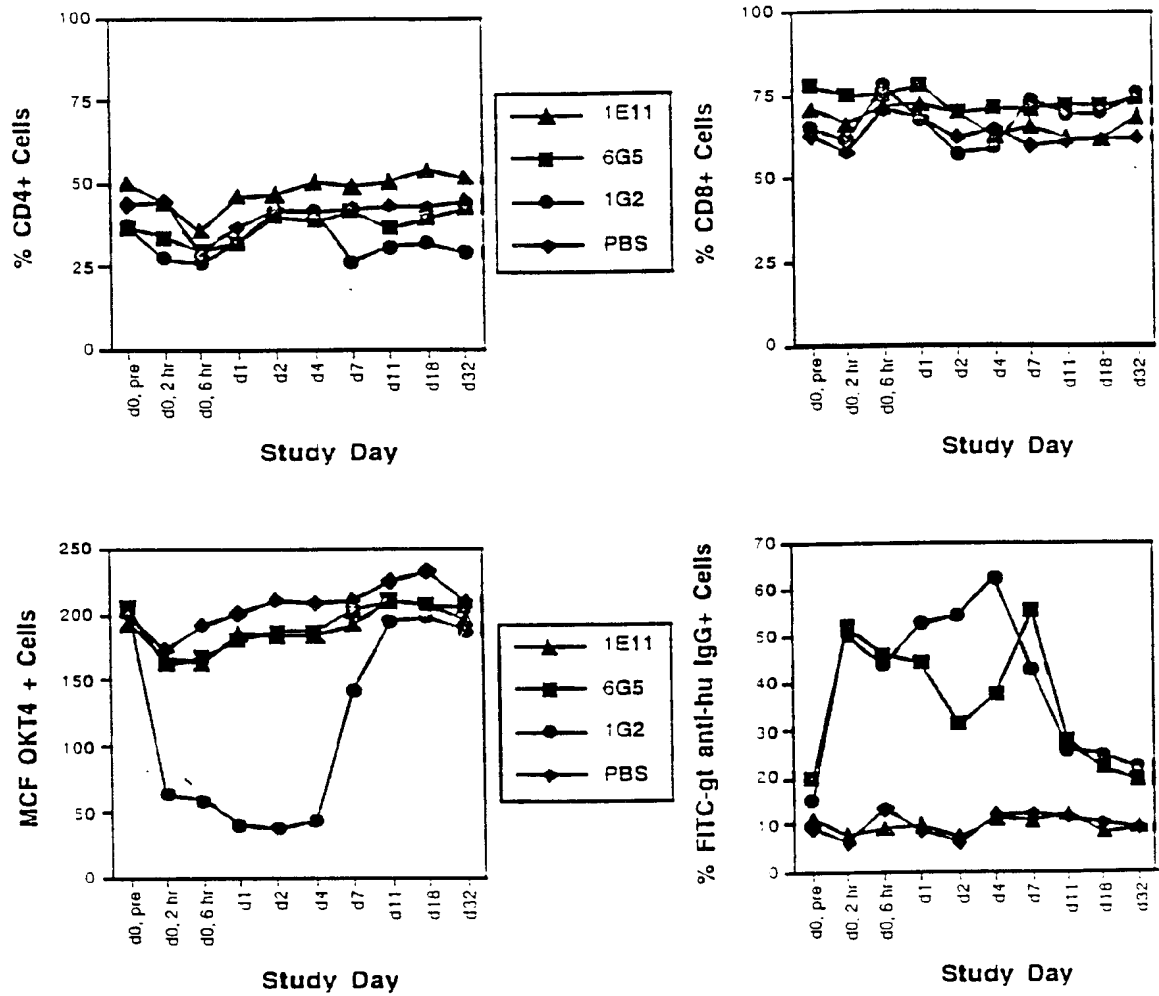 100
75
50
25
0
% CD4+ Cells
d0, pre
d0, 2 hr
d0, 6 hr
d1
d2
d4
d7
d11
d18
d32
Study Day
1E11
6G5
1G2
PBS
100
75
50
25
0
% CD8+ Cells
d0, pre
d0, 2 hr
d0, 6 hr
d1
d2
d4
d7
d11
d18
d32
Study Day
250
200
150
100
50
0
MCF OKT4 + Cells
d0, pre
d0, 2 hr
d0, 6 hr
d1
d2
d4
d7
d11
d18
d32
Study Day
1E11
6G5
1G2
PBS
70
60
50
40
30
20
10
0
% FITC-gt anti-hu IgG+ Cells
d0, pre
d0, 2 hr
d0, 6 hr
d1
d2
d4
d7
d11
d18
d32
Study Day